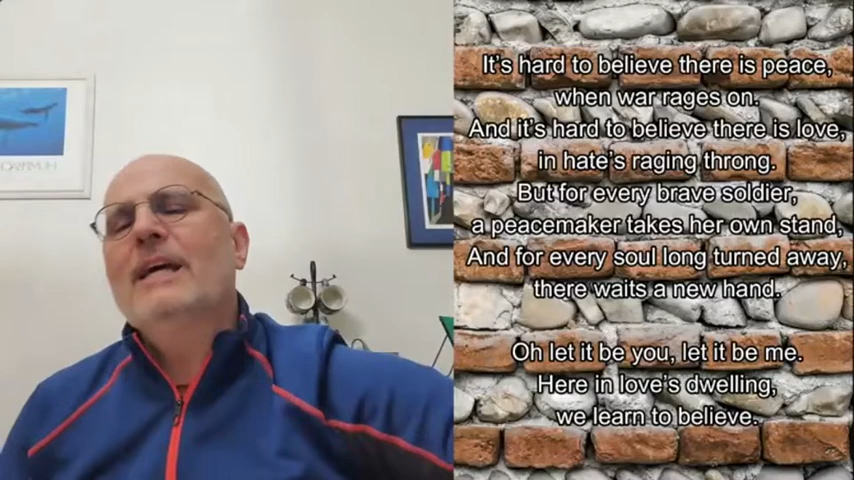 HUMPBAC
It's hard to believe there is peace,
when war rages on.
And it's hard to believe there is love,
in hate's raging throng.
But for every brave soldier,
a peacemaker takes her own stand,
And for every soul long turned away,
there waits a new hand.
Oh let it be you, let it be me.
Here in love's dwelling,
we learn to believe.